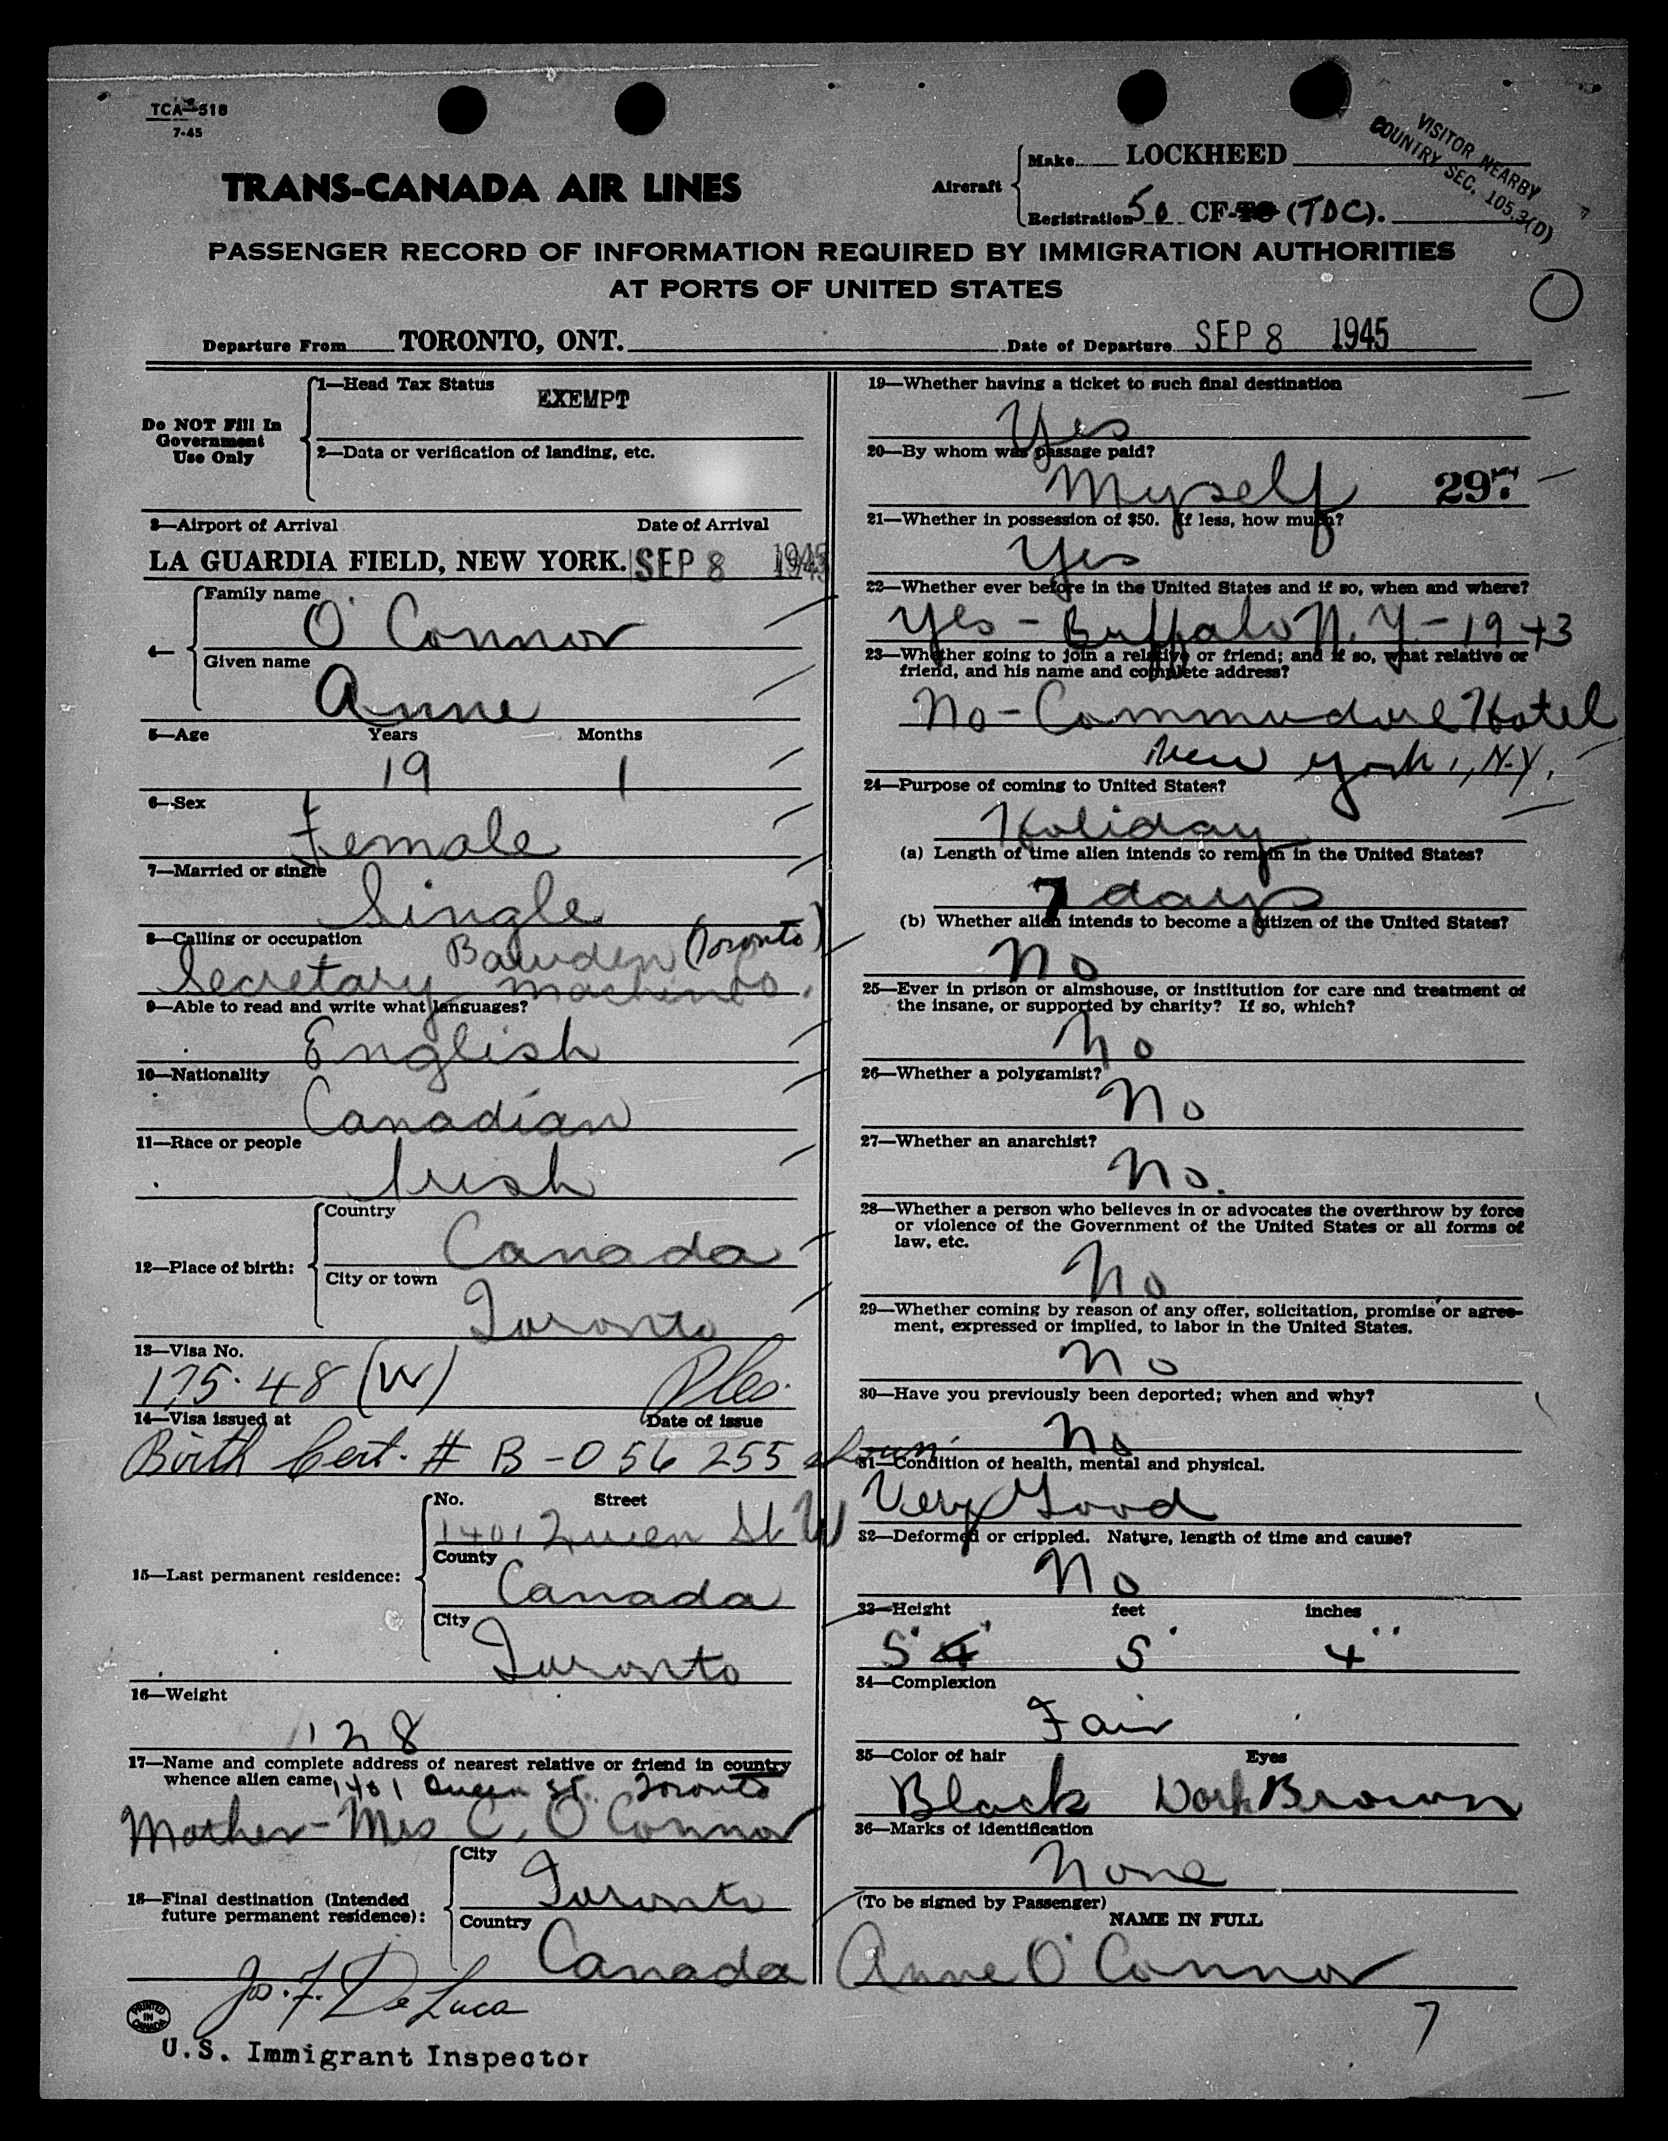 TCA-518
7-45
VISITOR NEARBY
COUNTRY SEC. 105.3(D)
TRANS-CANADA AIR LINES
Aircraft
Make LOCKHEED
Registration 50 CF- (TDC).
PASSENGER RECORD OF INFORMATION REQUIRED BY IMMIGRATION AUTHORITIES
AT PORTS OF UNITED STATES
Departure From TORONTO, ONT. Date of Departure SEP 8 1945
Do NOT Fill In
Government
Use Only
1—Head Tax Status
EXEMPT
2—Data or verification of landing, etc.
3—Airport of Arrival Date of Arrival
LA GUARDIA FIELD, NEW YORK. SEP 8 1945
4—
Family name
O'Connor
Given name
Anne
5—Age Years Months
19 1
6—Sex
Female
7—Married or single
Single
8—Calling or occupation
Bawden (Toronto)
Secretary
9—Able to read and write what languages?
English
10—Nationality
Canadian
11—Race or people
Irish
12—Place of birth:
Country
Canada
City or town
Toronto
13—Visa No.
175.48 (W)
14—Visa issued at Date of issue
Birth Cert. # B-056 255 shown
15—Last permanent residence:
No. Street
1401 Queen St W
County
Canada
City
Toronto
16—Weight
128
17—Name and complete address of nearest relative or friend in country
whence alien came 1401 Queen St. Toronto
Mother - Mrs C. O'Connor
18—Final destination (Intended
future permanent residence):
City
Toronto
Country
Canada
Jos. F. De Luca
PRINTED
IN
CANADA
U.S. Immigrant Inspector
19—Whether having a ticket to such final destination
Yes
20—By whom was passage paid?
Myself
21—Whether in possession of $50. If less, how much?
Yes
22—Whether ever before in the United States and if so, when and where?
Yes - Buffalo N.Y. - 1943
23—Whether going to join a relative or friend; and if so, what relative or
friend, and his name and complete address?
No - Commodore Hotel
New York, N.Y.
24—Purpose of coming to United States?
Holiday
(a) Length of time alien intends to remain in the United States?
7 days
(b) Whether alien intends to become a citizen of the United States?
No
25—Ever in prison or almshouse, or institution for care and treatment of
the insane, or supported by charity? If so, which?
No
26—Whether a polygamist?
No
27—Whether an anarchist?
No.
28—Whether a person who believes in or advocates the overthrow by force
or violence of the Government of the United States or all forms of
law, etc.
No
29—Whether coming by reason of any offer, solicitation, promise or agree-
ment, expressed or implied, to labor in the United States.
No
30—Have you previously been deported; when and why?
No
31—Condition of health, mental and physical.
Very Good
32—Deformed or crippled. Nature, length of time and cause?
No
33—Height feet inches
5' 4" 5' 4"
34—Complexion
Fair
35—Color of hair Eyes
Black Dark Brown
36—Marks of identification
None
(To be signed by Passenger)
NAME IN FULL
Anne O'Connor
7